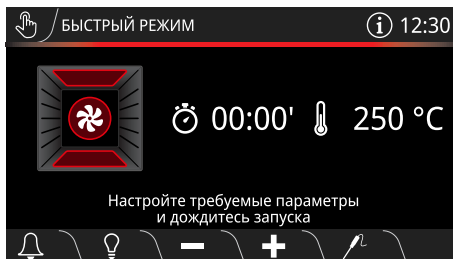 БЫСТРЫЙ РЕЖИМ 12:30
00:00' 250 °C
Настройте требуемые параметры
и дождитесь запуска